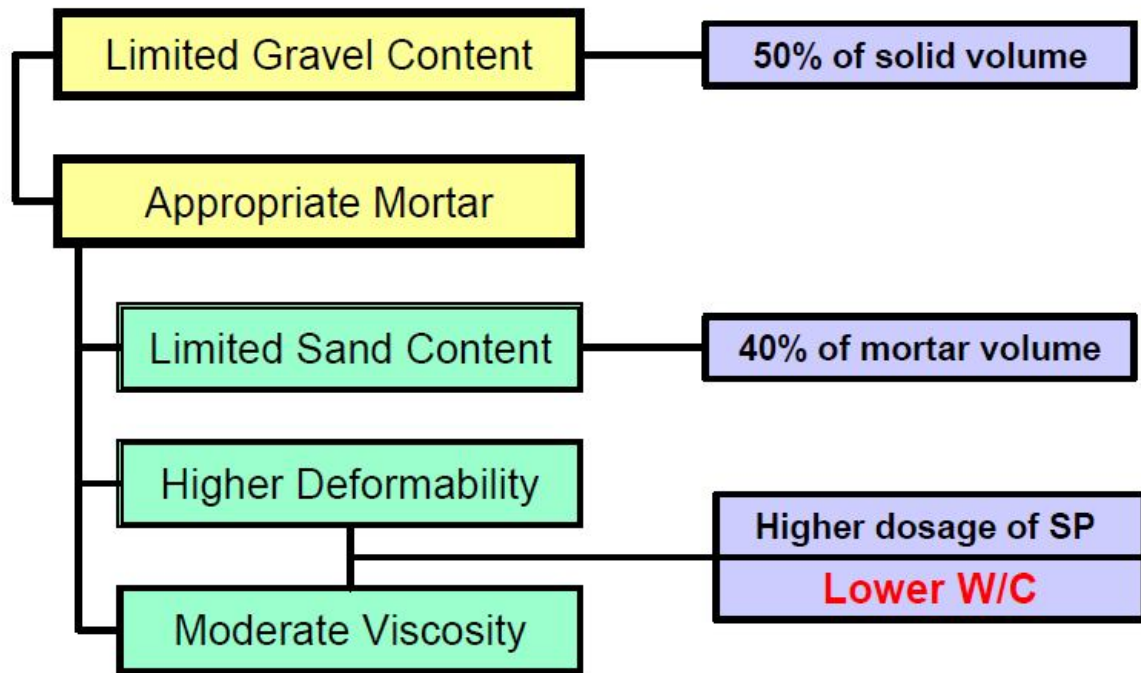 Limited Gravel Content
50% of solid volume
Appropriate Mortar
Limited Sand Content
40% of mortar volume
Higher Deformability
Higher dosage of SP
Lower W/C
Moderate Viscosity